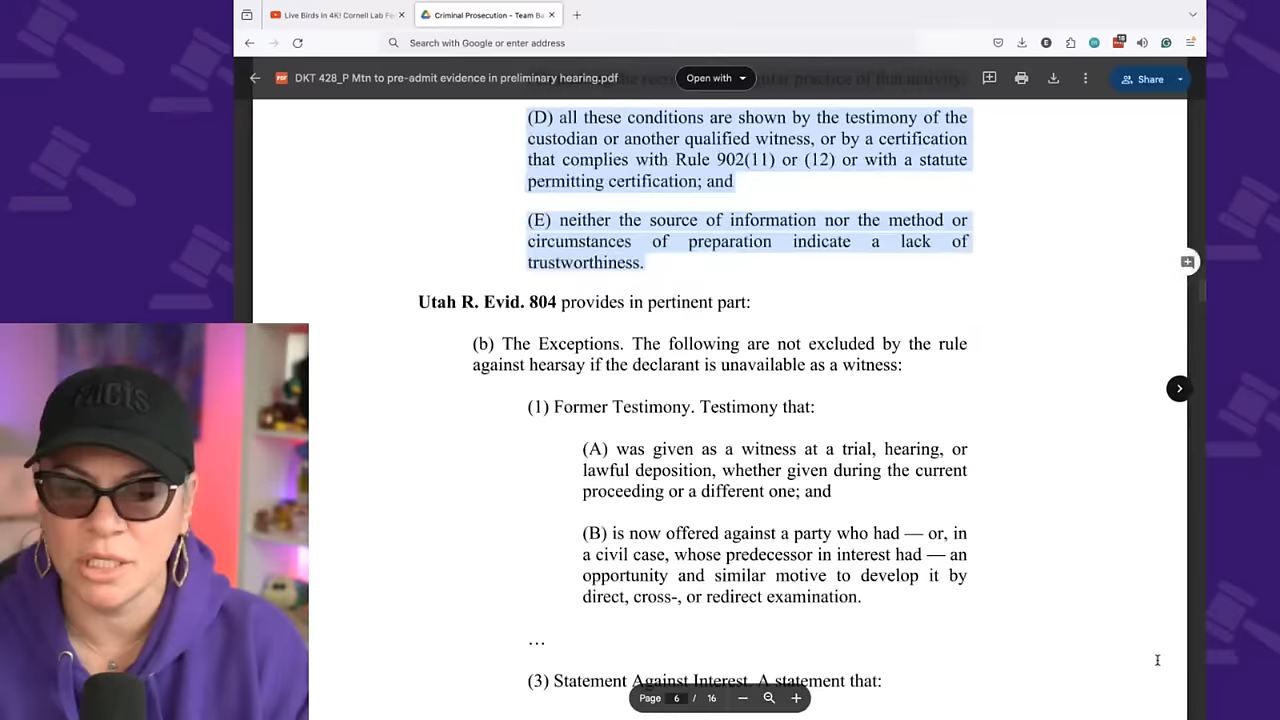 Live Birds In 4K! Cornell Lab Fe
Criminal Prosecution - Team Ba
Search with Google or enter address
18
DKT 428_P Mtn to pre-admit evidence in preliminary hearing.pdf
Open with
Share
(D) all these conditions are shown by the testimony of the
custodian or another qualified witness, or by a certification
that complies with Rule 902(11) or (12) or with a statute
permitting certification; and
(E) neither the source of information nor the method or
circumstances of preparation indicate a lack of
trustworthiness.
Utah R. Evid. 804 provides in pertinent part:
(b) The Exceptions. The following are not excluded by the rule
against hearsay if the declarant is unavailable as a witness:
(1) Former Testimony. Testimony that:
(A) was given as a witness at a trial, hearing, or
lawful deposition, whether given during the current
proceeding or a different one; and
(B) is now offered against a party who had — or, in
a civil case, whose predecessor in interest had — an
opportunity and similar motive to develop it by
direct, cross-, or redirect examination.
…
(3) Statement Against Interest. A statement that:
Page 6 / 16
facts